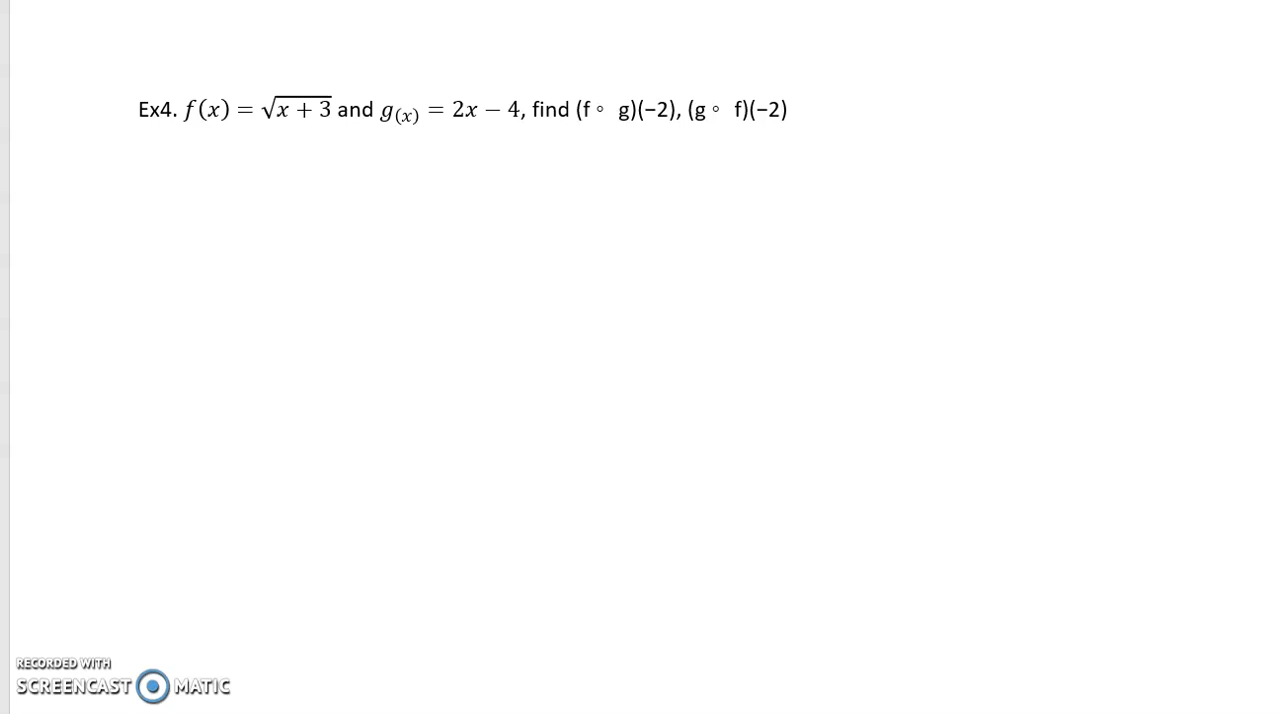 Ex4. f(x) = √x + 3 and g(x) = 2x − 4, find (f ∘ g)(−2), (g ∘ f)(−2)
RECORDED WITH
SCREENCAST MATIC